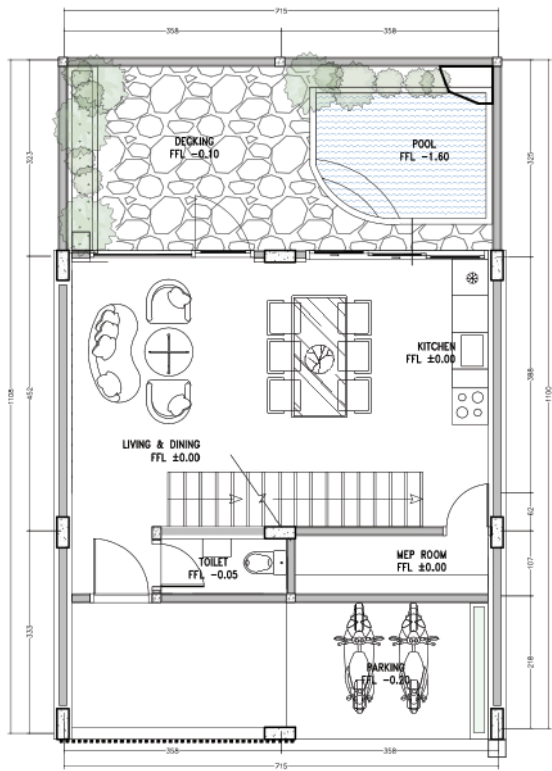 715
358
358
DECKING
FFL -0.10
POOL
FFL -1.60
323
325
KITCHEN
FFL ±0.00
1108
452
388
1100
LIVING & DINING
FFL ±0.00
62
TOILET
FFL -0.05
MEP ROOM
FFL ±0.00
107
333
218
PARKING
FFL -0.20
358
358
715